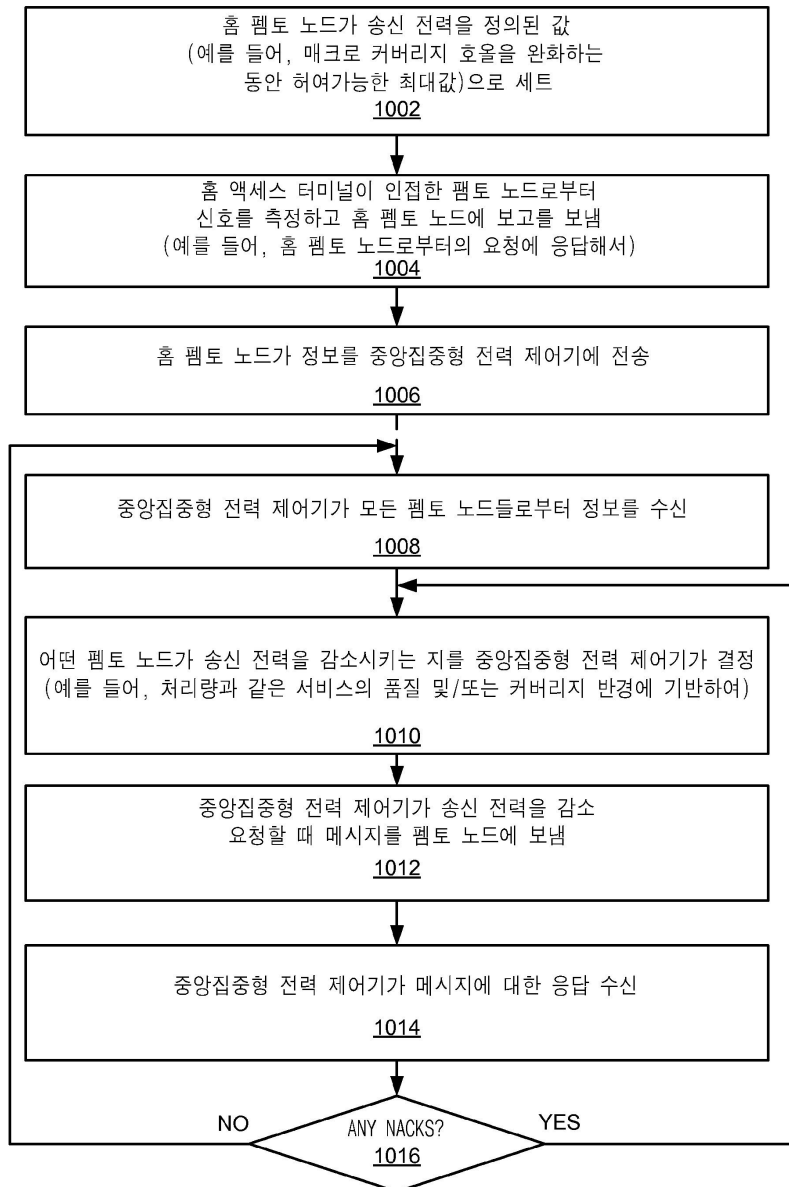 홈 펨토 노드가 송신 전력을 정의된 값
(예를 들어, 매크로 커버리지 호올을 완화하는
동안 허여가능한 최대값)으로 세트
1002
홈 액세스 터미널이 인접한 팸토 노드로부터
신호를 측정하고 홈 펨토 노드에 보고를 보냄
(예를 들어, 홈 펨토 노드로부터의 요청에 응답해서)
1004
홈 펨토 노드가 정보를 중앙집중형 전력 제어기에 전송
1006
중앙집중형 전력 제어기가 모든 펨토 노드들로부터 정보를 수신
1008
어떤 펨토 노드가 송신 전력을 감소시키는 지를 중앙집중형 전력 제어기가 결정
(예를 들어, 처리량과 같은 서비스의 품질 및/또는 커버리지 반경에 기반하여)
1010
중앙집중형 전력 제어기가 송신 전력을 감소
요청할 때 메시지를 펨토 노드에 보냄
1012
중앙집중형 전력 제어기가 메시지에 대한 응답 수신
1014
NO
ANY NACKS?
YES
1016